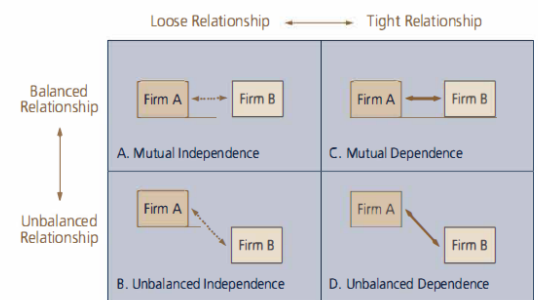 Loose Relationship
Tight Relationship
Balanced
Relationship
Unbalanced
Relationship
Firm A
Firm B
A. Mutual Independence
Firm A
Firm B
C. Mutual Dependence
Firm A
Firm B
B. Unbalanced Independence
Firm A
Firm B
D. Unbalanced Dependence